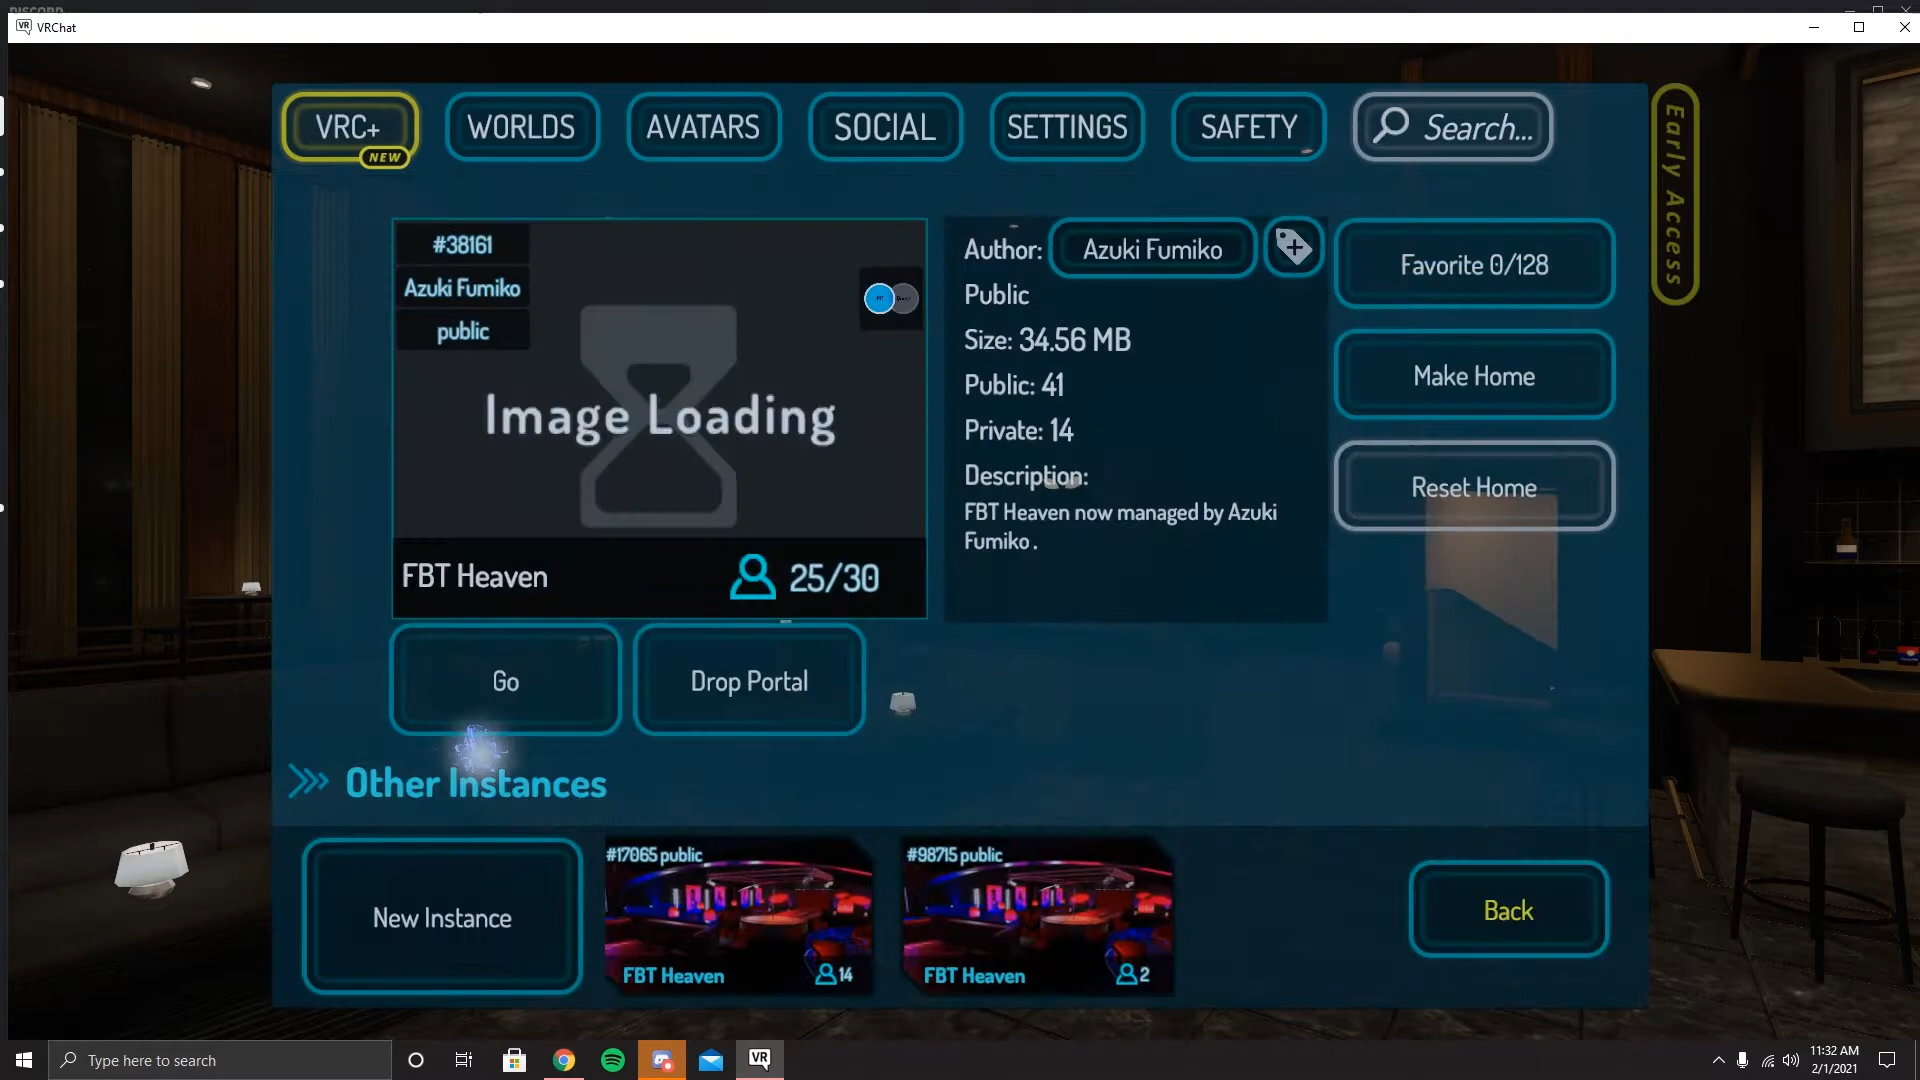 DISCORD
VRChat
VRC+
NEW
WORLDS
AVATARS
SOCIAL
SETTINGS
SAFETY
Search...
Early Access
#38161
Azuki Fumiko
public
Image Loading
FBT Heaven
25/30
Author:
Azuki Fumiko
Public
Size: 34.56 MB
Public: 41
Private: 14
Description:
FBT Heaven now managed by Azuki
Fumiko .
Favorite 0/128
Make Home
Reset Home
Go
Drop Portal
Other Instances
New Instance
#17065 public
FBT Heaven
14
#98715 public
FBT Heaven
2
Back
Type here to search
VR
11:32 AM
2/1/2021